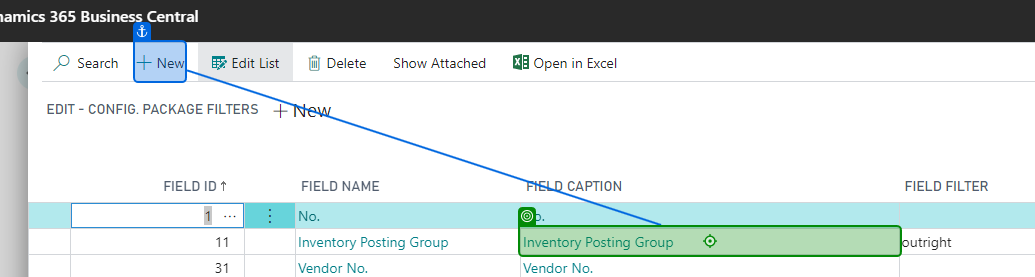 namics 365 Business Central
Search + New Edit List Delete Show Attached Open in Excel
EDIT - CONFIG. PACKAGE FILTERS + New
FIELD ID ↑ FIELD NAME FIELD CAPTION FIELD FILTER
1 ... No. o.
11 Inventory Posting Group Inventory Posting Group outright
31 Vendor No. Vendor No.